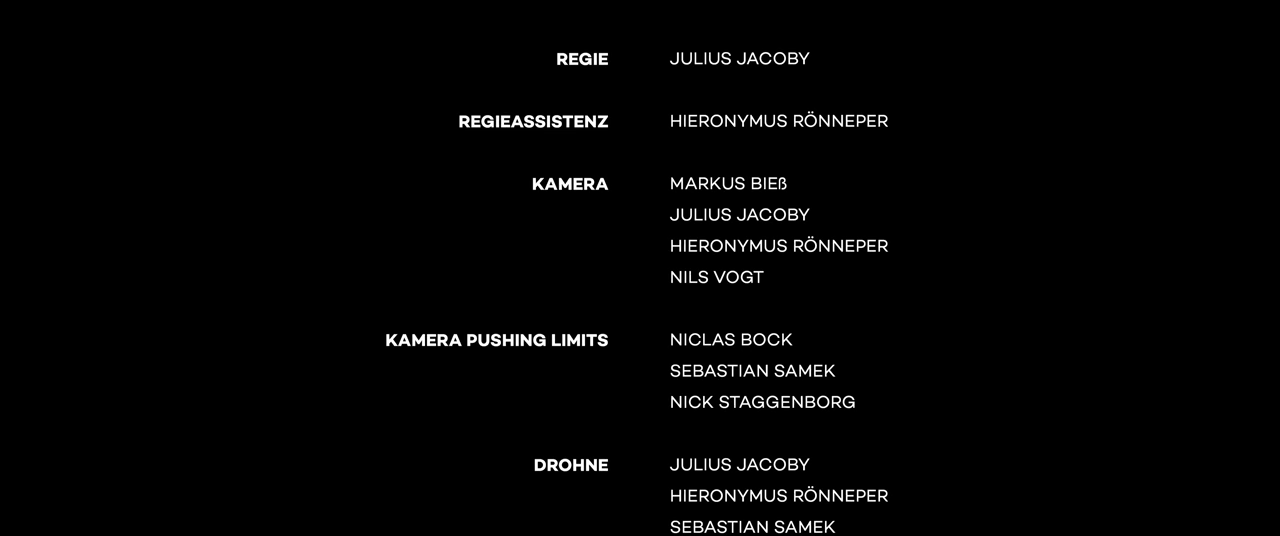 REGIE JULIUS JACOBY
REGIEASSISTENZ HIERONYMUS RÖNNEPER
KAMERA MARKUS BIEß
JULIUS JACOBY
HIERONYMUS RÖNNEPER
NILS VOGT
KAMERA PUSHING LIMITS NICLAS BOCK
SEBASTIAN SAMEK
NICK STAGGENBORG
DROHNE JULIUS JACOBY
HIERONYMUS RÖNNEPER
SEBASTIAN SAMEK